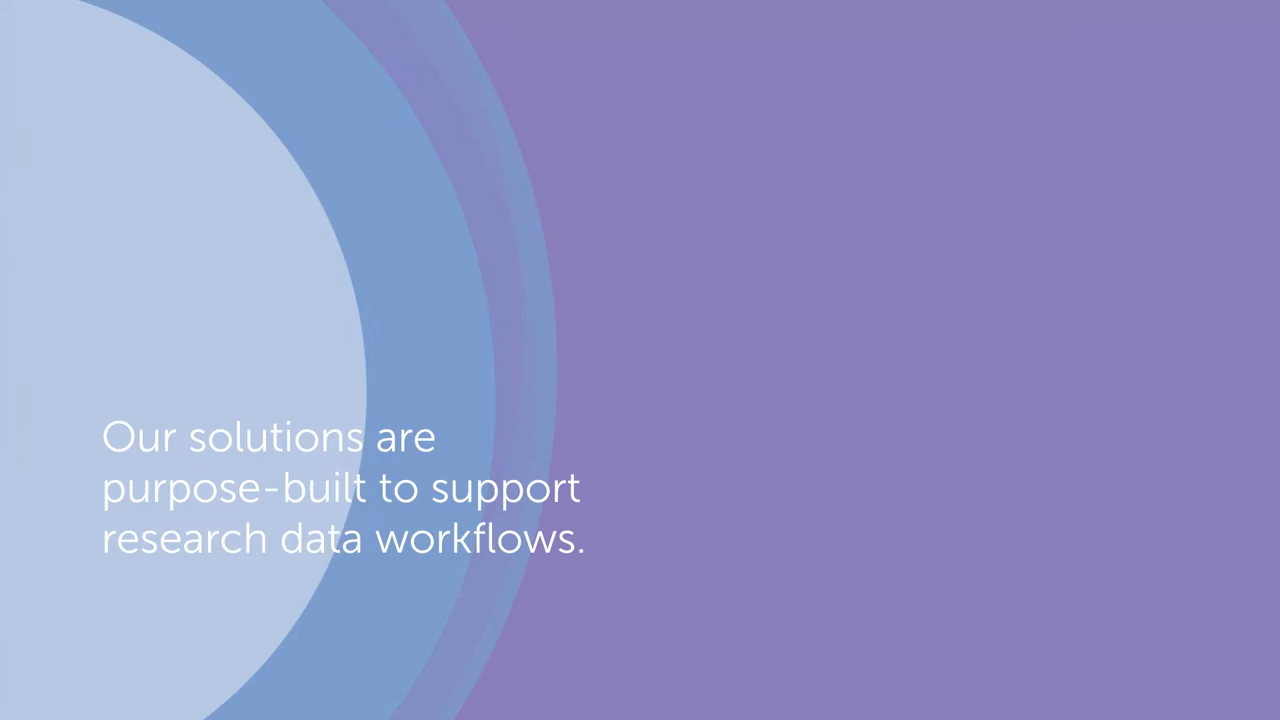 Our solutions are
purpose-built to support
research data workflows.